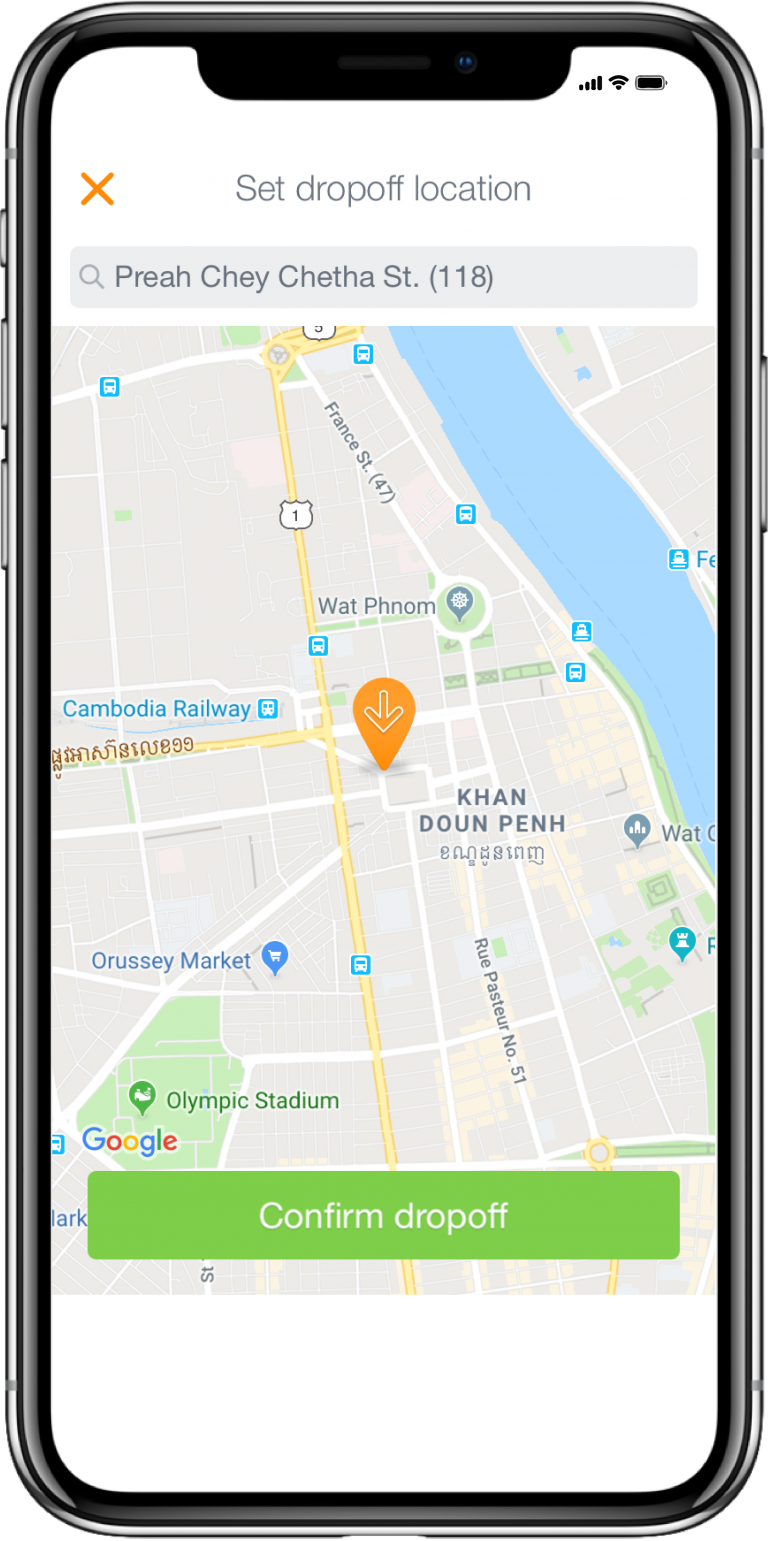 Set dropoff location
Preah Chey Chetha St. (118)
5
France St. (47)
1
Fe
Wat Phnom
Cambodia Railway
ផ្លូវអាស៊ានលេខ១១
KHAN
DOUN PENH
ខណ្ឌដូនពេញ
Wat
Orussey Market
Rue Pasteur No. 51
Olympic Stadium
Google
Confirm dropoff
St